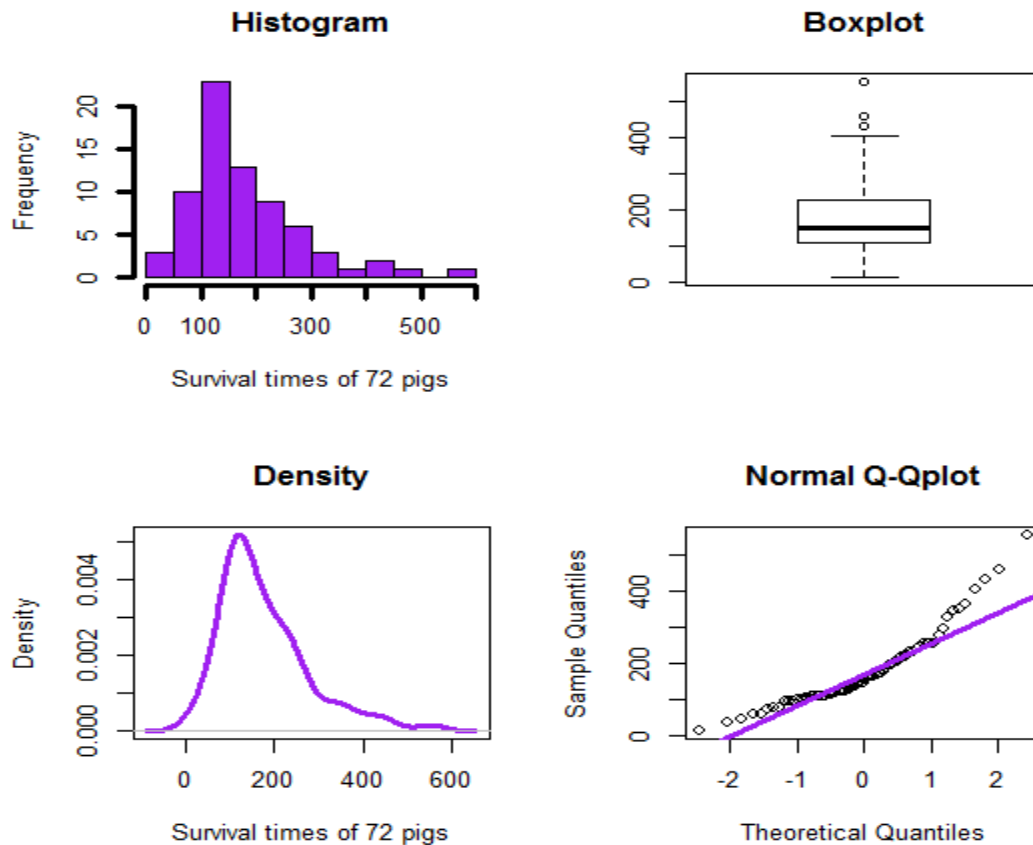 Histogram
Frequency
0 5 10 15 20
0 100 300 500
Survival times of 72 pigs
Boxplot
0 200 400
Density
Density
0.000 0.002 0.004
0 200 400 600
Survival times of 72 pigs
Normal Q-Qplot
Sample Quantiles
0 200 400
-2 -1 0 1 2
Theoretical Quantiles